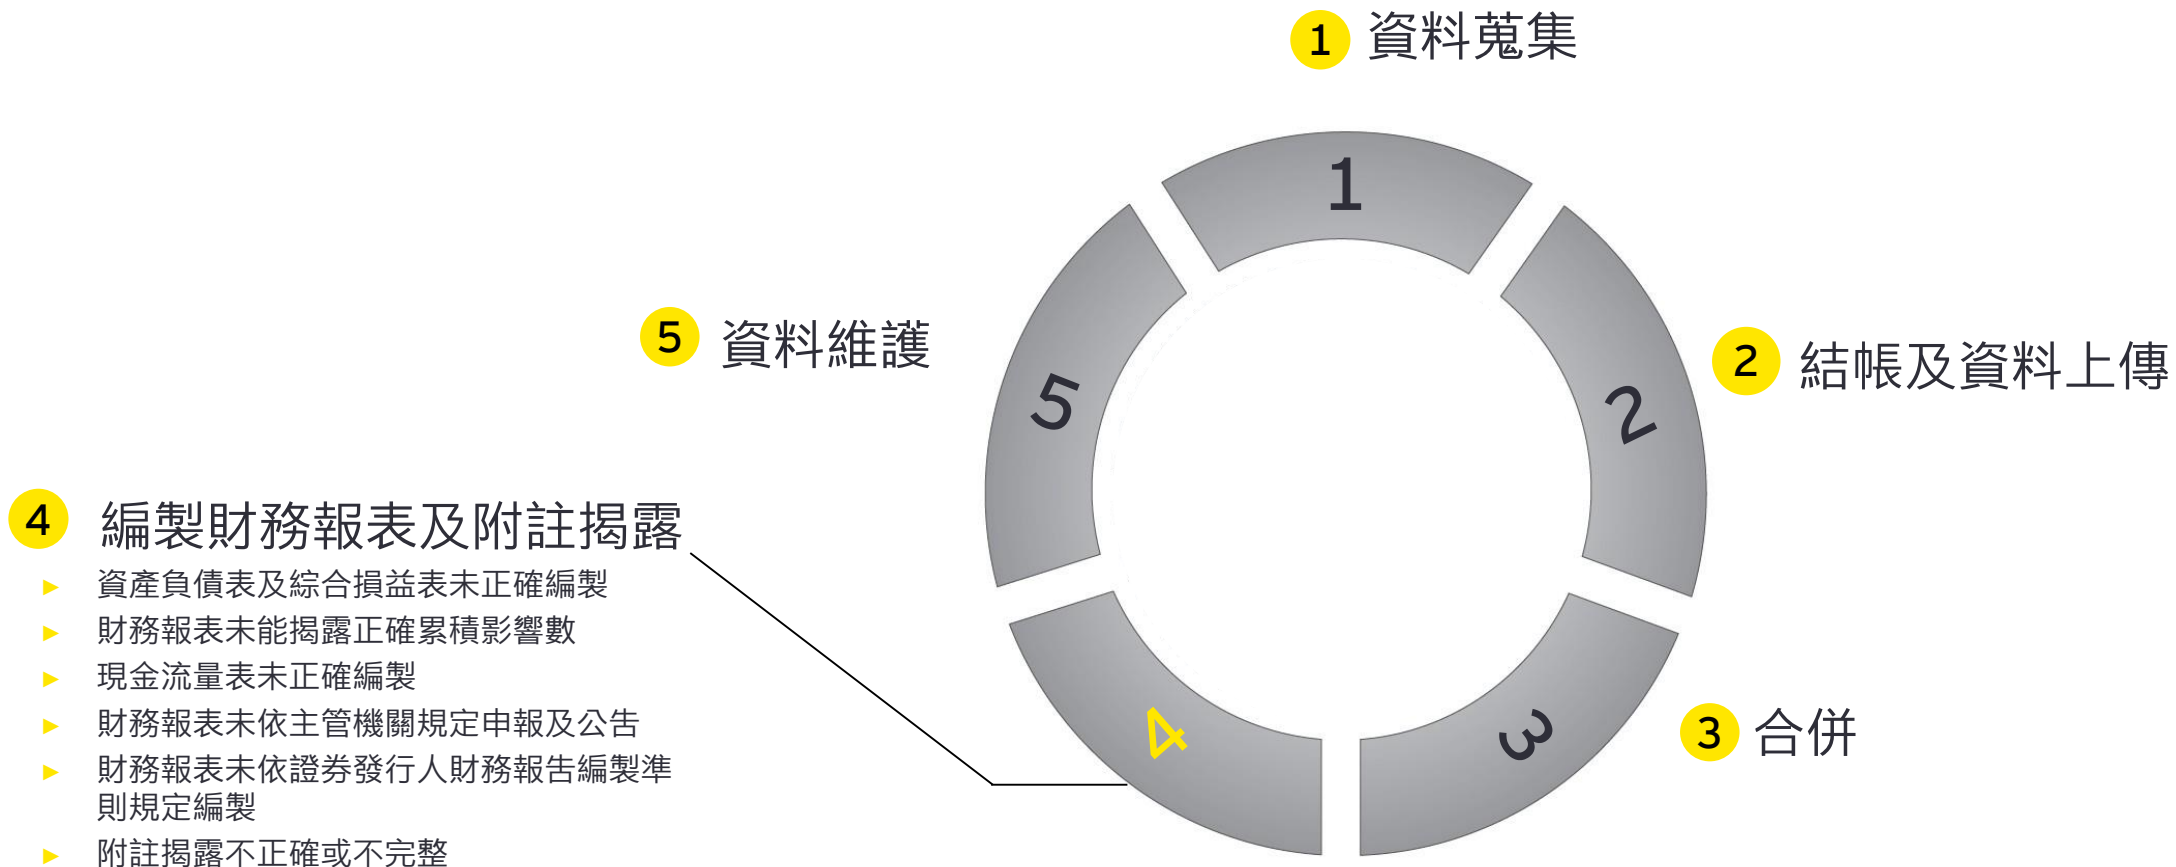 1 資料蒐集
1
5 資料維護
2 結帳及資料上傳
5
2
4 編製財務報表及附註揭露
► 資產負債表及綜合損益表未正確編製
► 財務報表未能揭露正確累積影響數
► 現金流量表未正確編製
► 財務報表未依主管機關規定申報及公告
► 財務報表未依證券發行人財務報告編製準
則規定編製
► 附註揭露不正確或不完整
4
3
3 合併